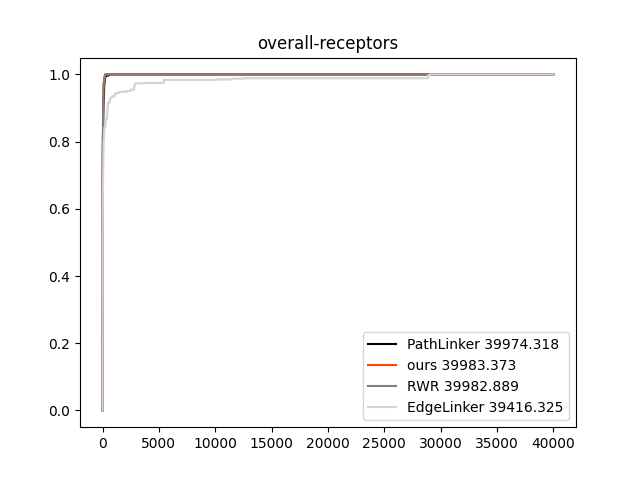 overall-receptors
1.0
0.8
0.6
0.4
0.2
0.0
PathLinker 39974.318
ours 39983.373
RWR 39982.889
EdgeLinker 39416.325
0 5000 10000 15000 20000 25000 30000 35000 40000